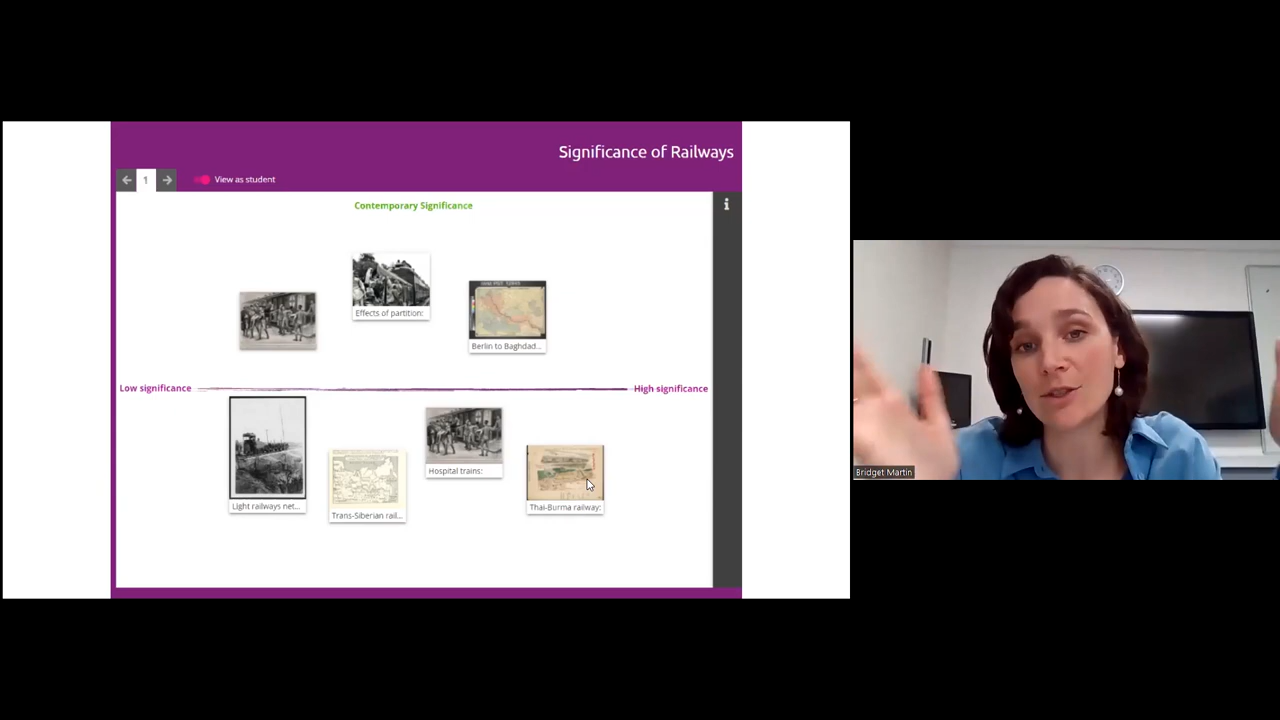 Significance of Railways
1
View as student
Contemporary Significance
Effects of partition:
Berlin to Baghdad...
Low significance
High significance
Hospital trains:
Light railways net...
Trans-Siberian rail...
Thai-Burma railway:
Bridget Martin